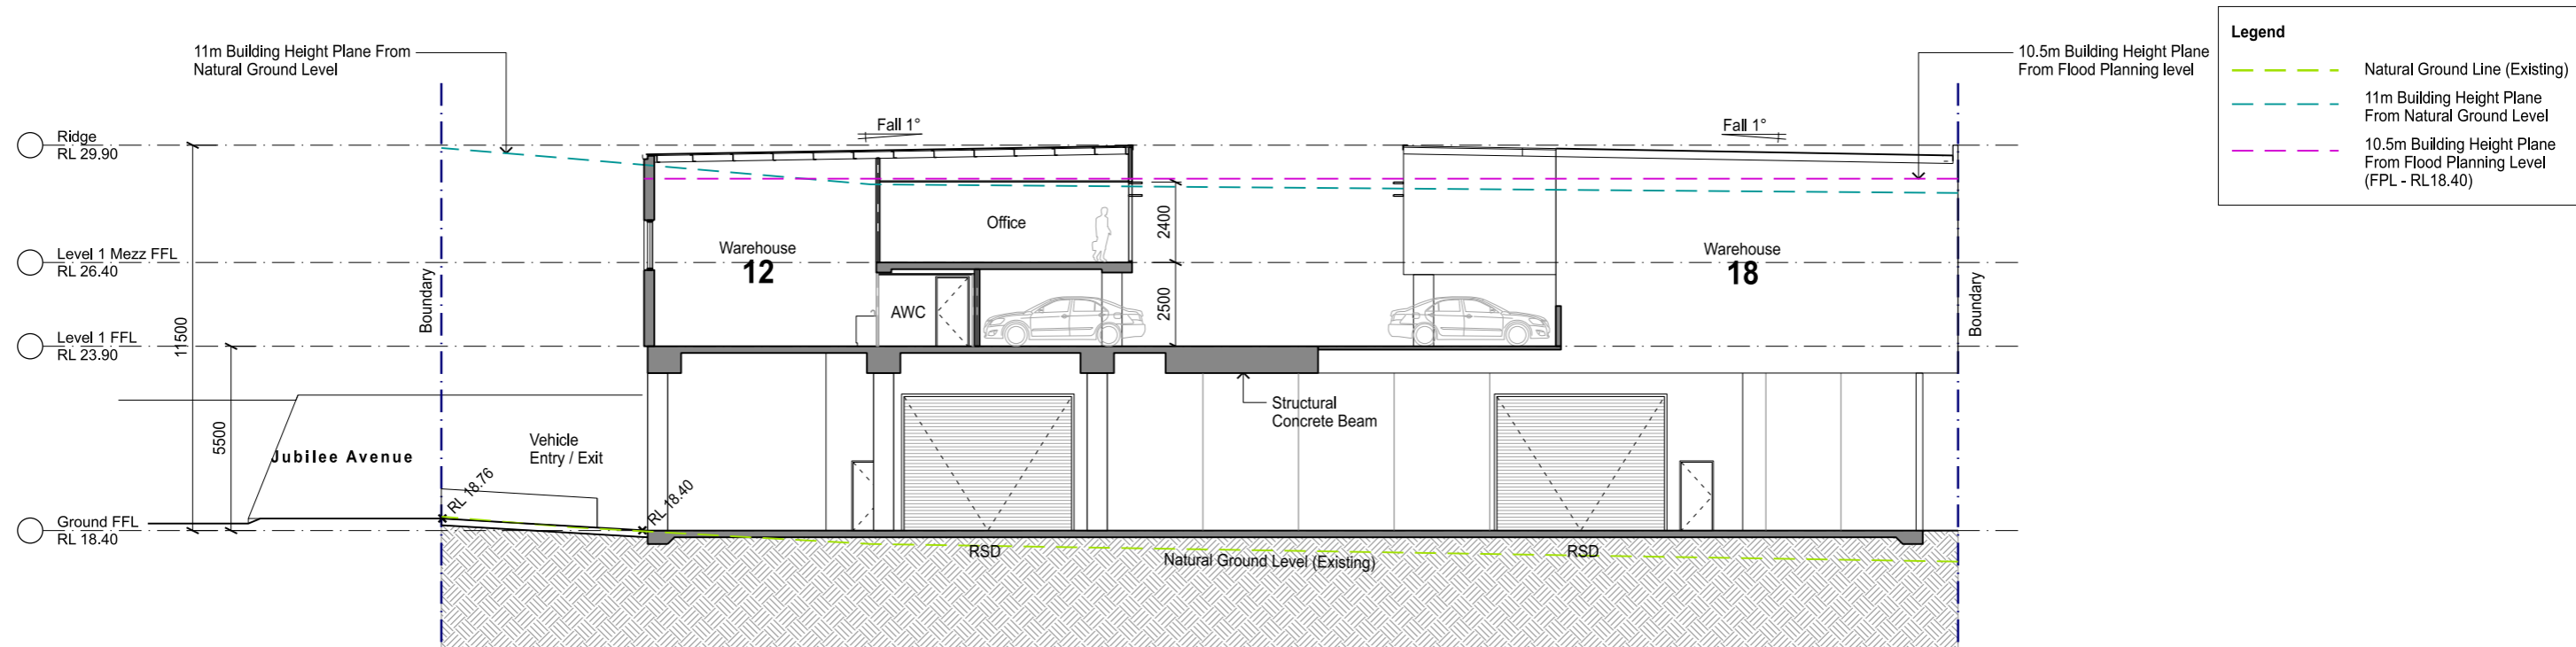 11m Building Height Plane From
Natural Ground Level
10.5m Building Height Plane
From Flood Planning level
Legend
Natural Ground Line (Existing)
11m Building Height Plane
From Natural Ground Level
10.5m Building Height Plane
From Flood Planning Level
(FPL - RL18.40)
Ridge
RL 29.90
Fall 1°
Fall 1°
Level 1 Mezz FFL
RL 26.40
Boundary
Warehouse
12
Office
2400
Warehouse
18
Boundary
11500
AWC
2500
Level 1 FFL
RL 23.90
5500
Structural
Concrete Beam
Jubilee Avenue
Vehicle
Entry / Exit
RL 18.76
RL 18.40
Ground FFL
RL 18.40
RSD
RSD
Natural Ground Level (Existing)